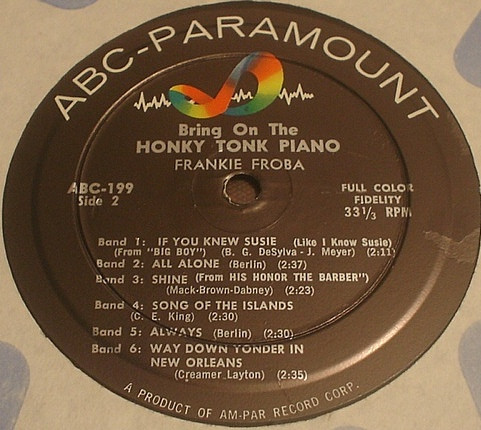 ABC-PARAMOUNT
Bring On The
HONKY TONK PIANO
FRANKIE FROBA
ABC-199
Side 2
FULL COLOR
FIDELITY
33 1/3 RPM
Band 1: IF YOU KNEW SUSIE (Like I Know Susie)
(From "BIG BOY") (B. G. DeSylva - J. Meyer) (2:11)
Band 2: ALL ALONE (Berlin) (2:37)
Band 3: SHINE (From HIS HONOR THE BARBER")
(Mack-Brown-Dabney) (2:23)
Band 4: SONG OF THE ISLANDS
(C. E. King) (2:30)
Band 5: ALWAYS (Berlin) (2:30)
Band 6: WAY DOWN YONDER IN
NEW ORLEANS
(Creamer Layton) (2:35)
A PRODUCT OF AM-PAR RECORD CORP.